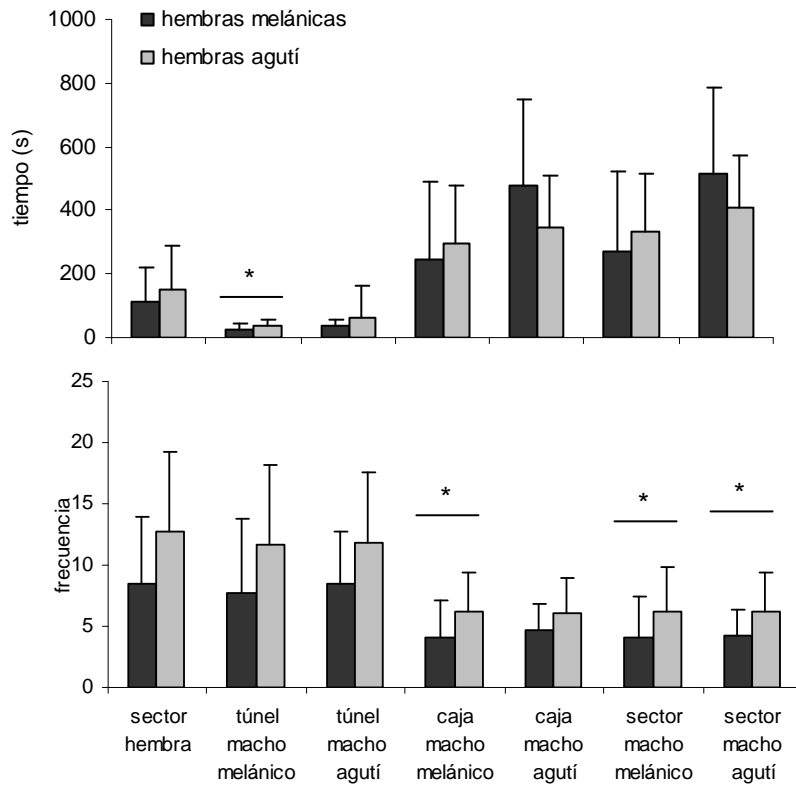 1000
800
600
400
200
0
tiempo (s)
hembras melánicas
hembras agutí
*
25
20
15
10
5
0
frecuencia
*
*
*
sector
hembra
túnel
macho
melánico
túnel
macho
agutí
caja
macho
melánico
caja
macho
agutí
sector
macho
melánico
sector
macho
agutí